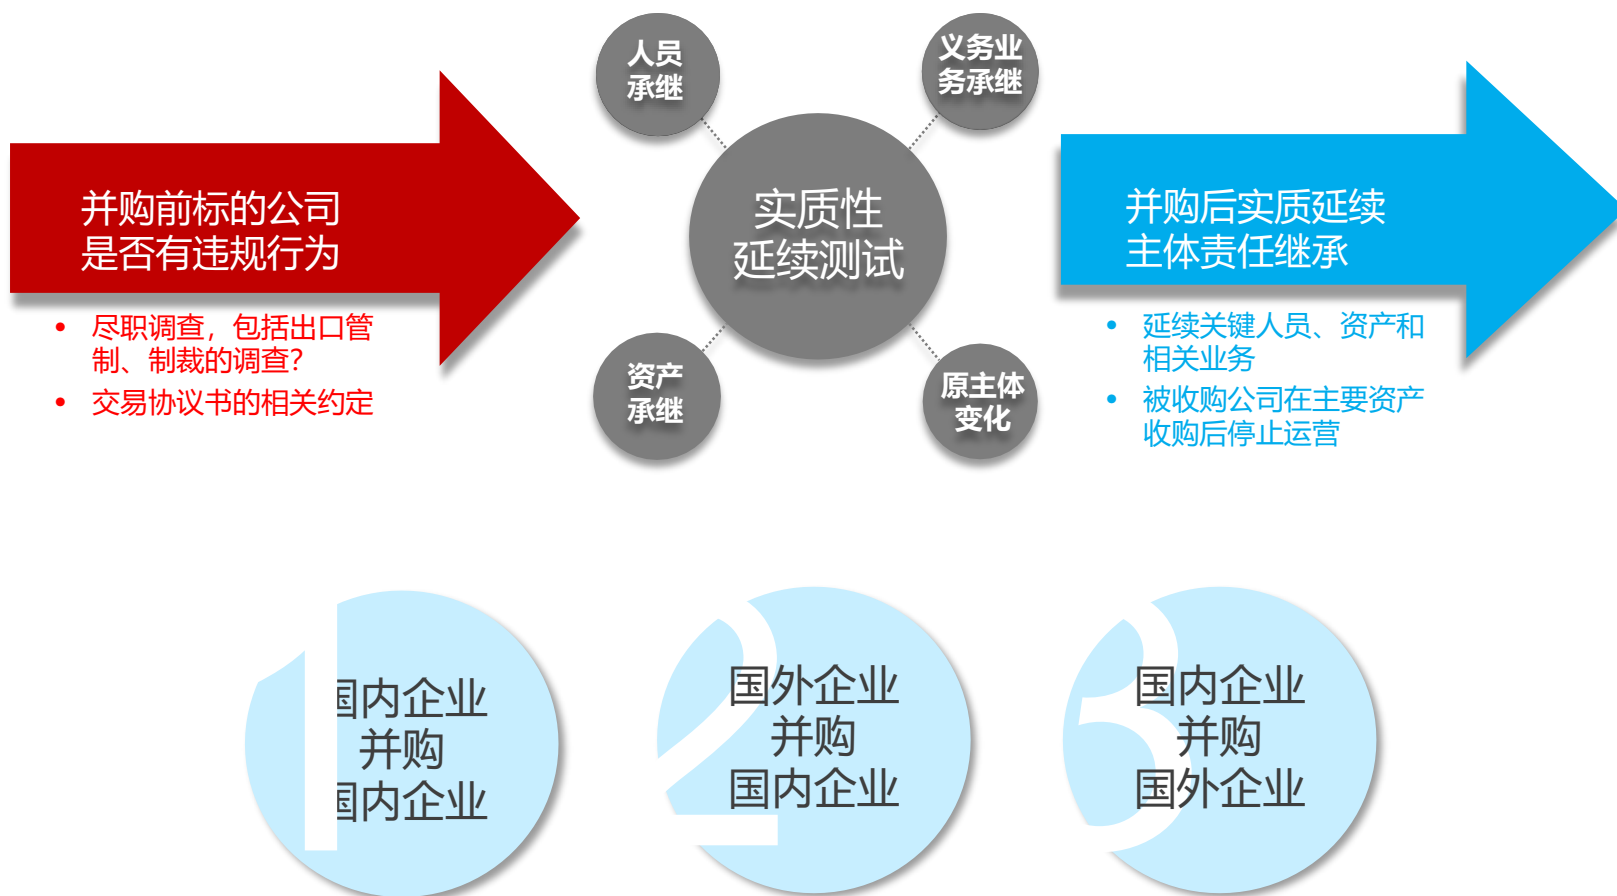 并购前标的公司
是否有违规行为
• 尽职调查，包括出口管
制、制裁的调查？
• 交易协议书的相关约定
人员
承继
义务业
务承继
实质性
延续测试
资产
承继
原主体
变化
并购后实质延续
主体责任继承
• 延续关键人员、资产和
相关业务
• 被收购公司在主要资产
收购后停止运营
1
国内企业
并购
国内企业
2
国外企业
并购
国内企业
3
国内企业
并购
国外企业